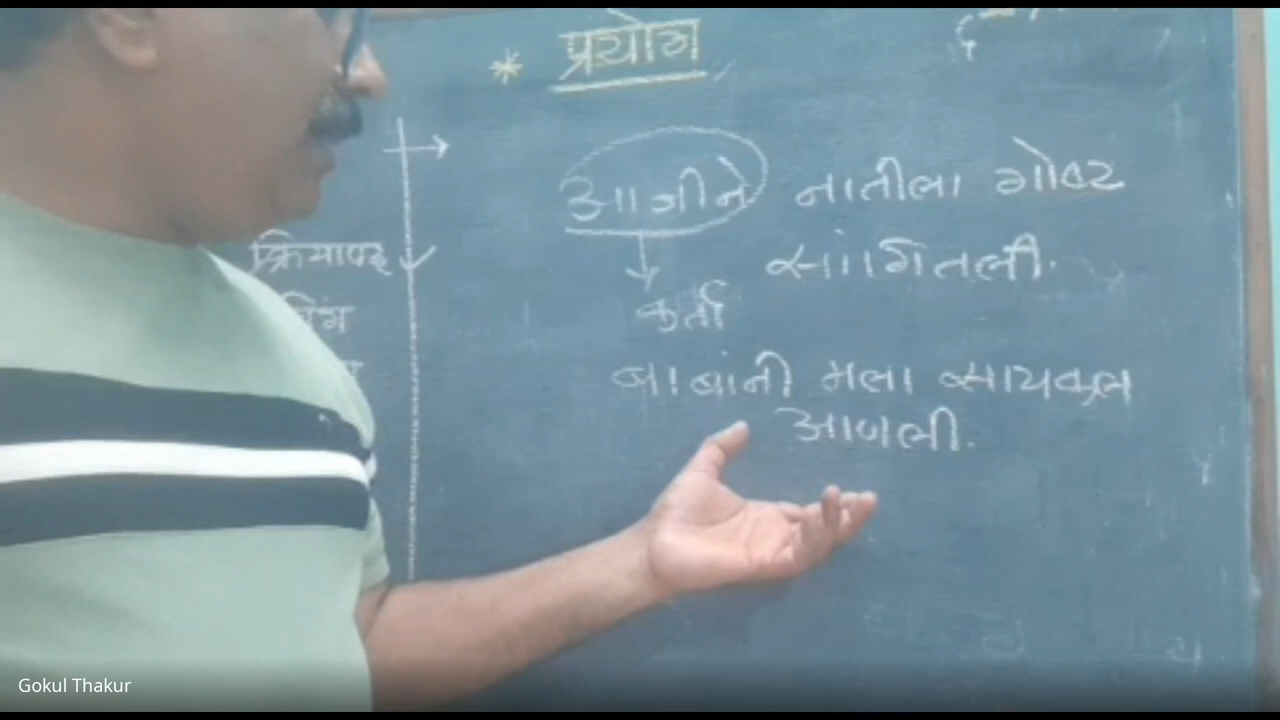 * प्रयोग
आजीने नातीला गोष्ट
सांगितली.
कर्ता
क्रियापद
लिंग
बाबांनी मला सायकल
आणली.
Gokul Thakur